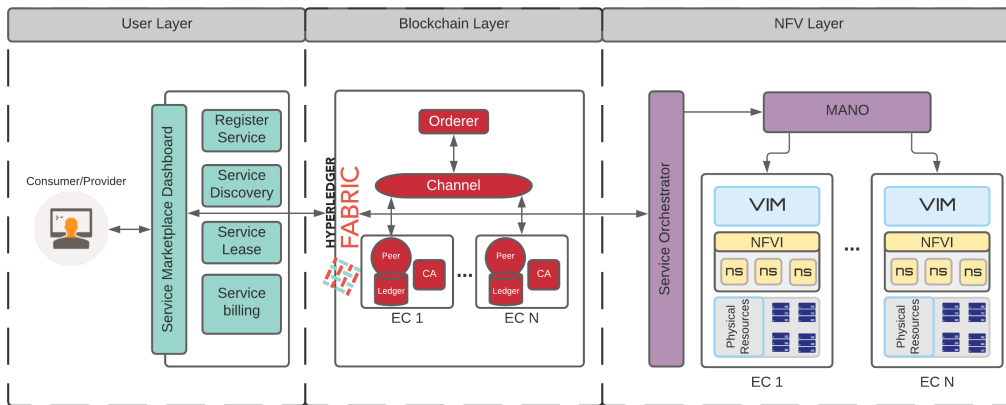 User Layer
Blockchain Layer
NFV Layer
Consumer/Provider
Service Marketplace Dashboard
Register
Service
Service
Discovery
Service
Lease
Service
billing
HYPERLEDGER
FABRIC
Orderer
Channel
Peer
Ledger
CA
EC 1
...
Peer
Ledger
CA
EC N
Service Orchestrator
MANO
VIM
NFVI
ns
ns
ns
Physical
Resources
EC 1
...
VIM
NFVI
ns
ns
ns
Physical
Resources
EC N